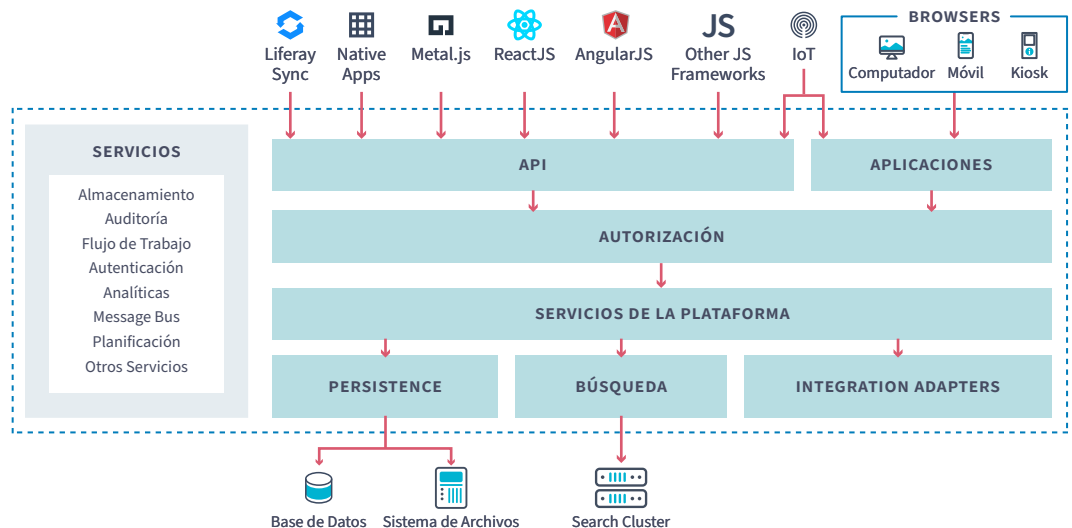 Liferay
Sync
Native
Apps
Metal.js
ReactJS
AngularJS
JS
Other JS
Frameworks
IoT
BROWSERS
Computador
Móvil
Kiosk
SERVICIOS
Almacenamiento
Auditoría
Flujo de Trabajo
Autenticación
Analíticas
Message Bus
Planificación
Otros Servicios
API
APLICACIONES
AUTORIZACIÓN
SERVICIOS DE LA PLATAFORMA
PERSISTENCE
BÚSQUEDA
INTEGRATION ADAPTERS
Base de Datos
Sistema de Archivos
Search Cluster